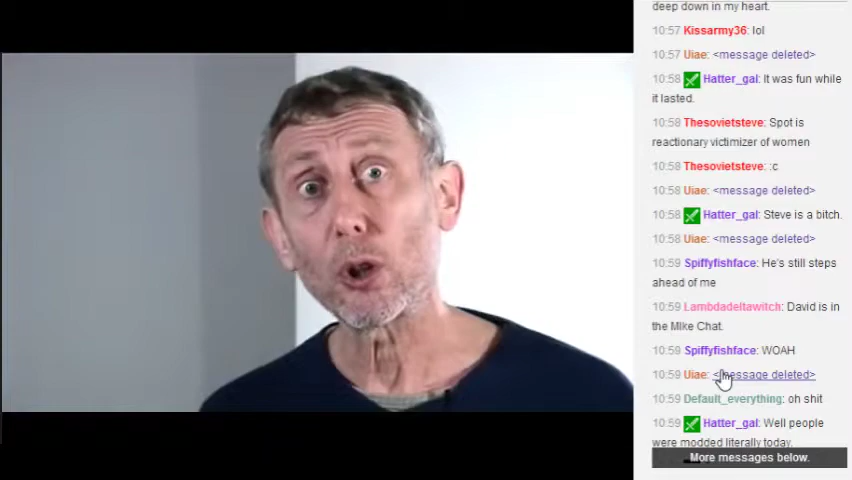 deep down in my heart.
10:57 Kissarmy36: lol
10:57 Uiae: <message deleted>
10:58 Hatter_gal: It was fun while
it lasted.
10:58 Thesovietsteve: Spot is
reactionary victimizer of women
10:58 Thesovietsteve: :c
10:58 Uiae: <message deleted>
10:58 Hatter_gal: Steve is a bitch.
10:58 Uiae: <message deleted>
10:59 Spiffyfishface: He's still steps
ahead of me
10:59 Lambdadeltawitch: David is in
the Mike Chat.
10:59 Spiffyfishface: WOAH
10:59 Uiae: <message deleted>
10:59 Default_everything: oh shit
10:59 Hatter_gal: Well people
were modded literally today.
More messages below.